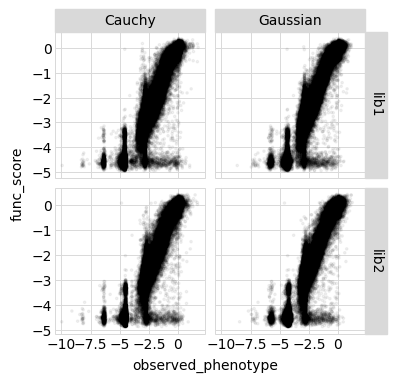 Cauchy Gaussian
0
−1
−2
−3
−4
−5
lib1
func_score
0
−1
−2
−3
−4
−5
lib2
−10 −7.5 −5 −2.5 0 −10 −7.5 −5 −2.5 0
observed_phenotype